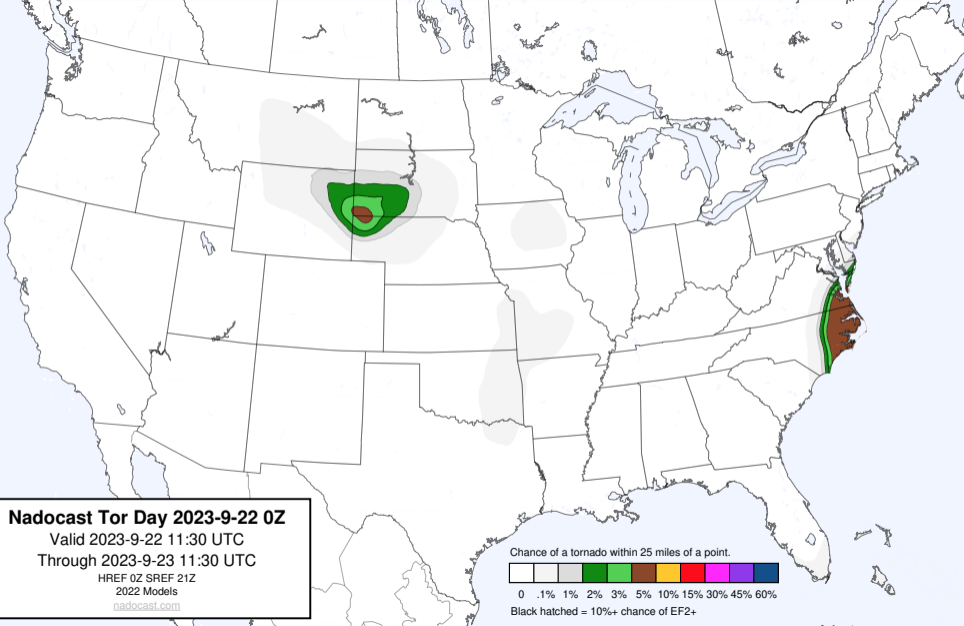 Nadocast Tor Day 2023-9-22 0Z
Valid 2023-9-22 11:30 UTC
Through 2023-9-23 11:30 UTC
HREF 0Z SREF 21Z
2022 Models
nadocast.com
Chance of a tornado within 25 miles of a point.
0 .1% 1% 2% 3% 5% 10% 15% 30% 45% 60%
Black hatched = 10%+ chance of EF2+